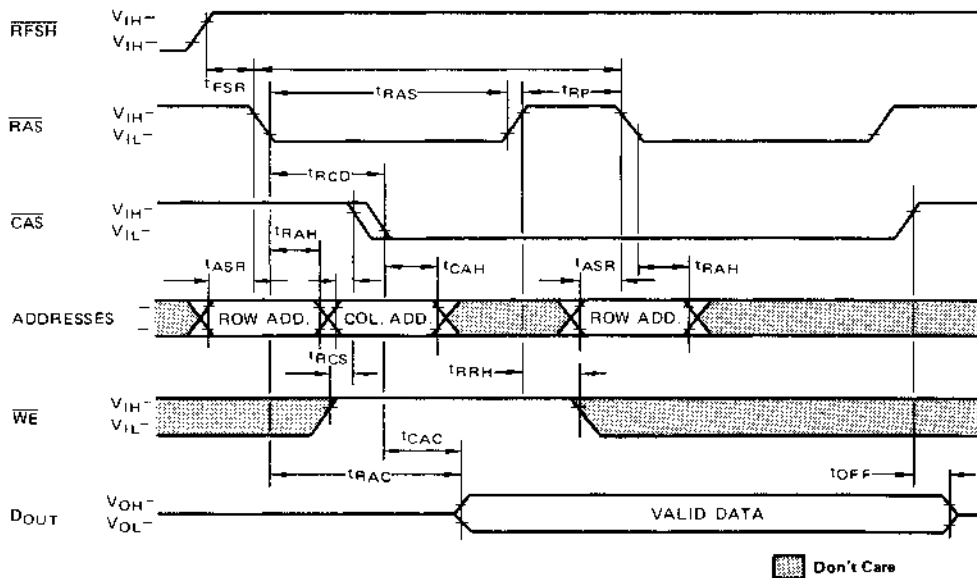 RFSH
VIH–
VIH–
tFSR
tRAS
tRP
RAS
VIH–
VIL–
tRCD
CAS
VIH–
VIL–
tRAH
tASR
tCAH
tASR
tRAH
ADDRESSES
ROW ADD.
COL. ADD.
ROW ADD.
tRCS
tRRH
WE
VIH–
VIL–
tCAC
tRAC
tOFF
DOUT
VOH–
VOL–
VALID DATA
Don't Care